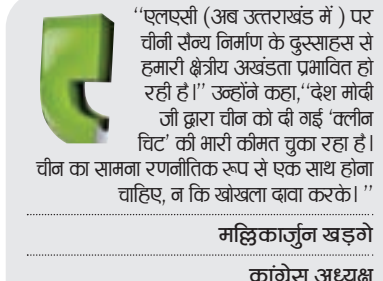 ‘‘एलएसी (अब उत्तराखंड में ) पर
चीनी सैन्य निर्माण के दुस्साहस से
हमारी क्षेत्रीय अखंडता प्रभावित हो
रही है।’’ उन्होंने कहा,‘‘देश मोदी
जी द्वारा चीन को दी गई ‘क्लीन
चिट’ की भारी कीमत चुका रहा है।
चीन का सामना रणनीतिक रूप से एक साथ होना
चाहिए, न कि खोखला दावा करके। ’’
मल्लिकार्जुन खड़गे
कांग्रेस अध्यक्ष